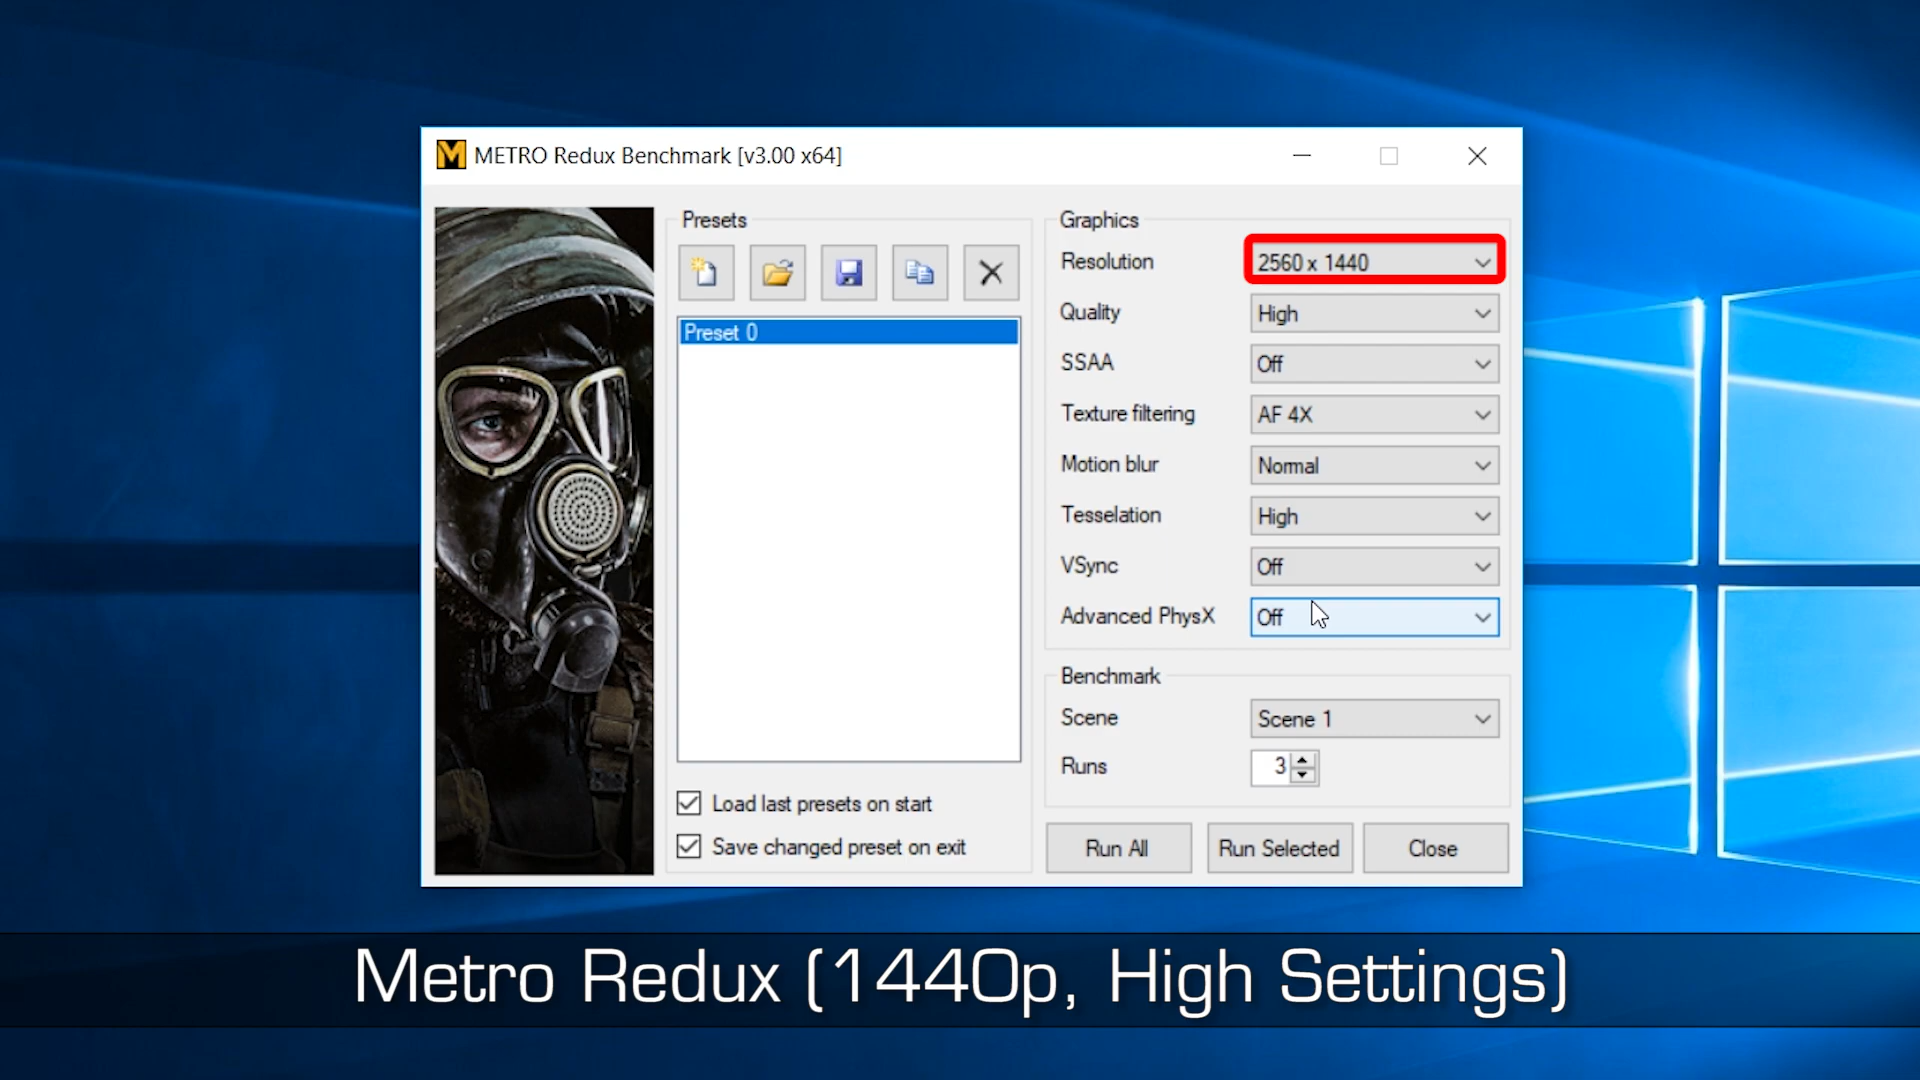 METRO Redux Benchmark [v3.00 x64]
Presets
Preset 0
Load last presets on start
Save changed preset on exit
Graphics
Resolution 2560 x 1440
Quality High
SSAA Off
Texture filtering AF 4X
Motion blur Normal
Tesselation High
VSync Off
Advanced PhysX Off
Benchmark
Scene Scene 1
Runs 3
Run All Run Selected Close
Metro Redux (1440p, High Settings)